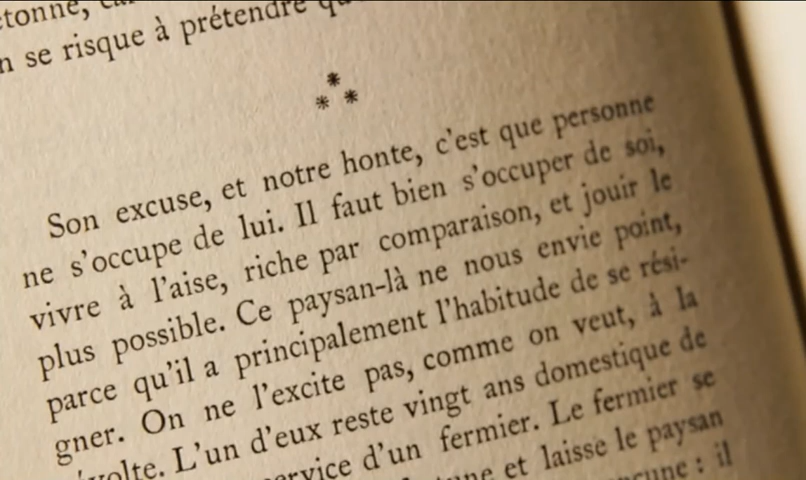 n se risque à prétendre
* * *
Son excuse, et notre honte, c'est que personne
ne s'occupe de lui. Il faut bien s'occuper de soi,
vivre à l'aise, riche par comparaison, et jouir le
plus possible. Ce paysan-là ne nous envie point,
parce qu'il a principalement l'habitude de se rési-
gner. On ne l'excite pas, comme on veut, à la
volte. L'un d'eux reste vingt ans domestique de
service d'un fermier. Le fermier se
et laisse le paysan
: il